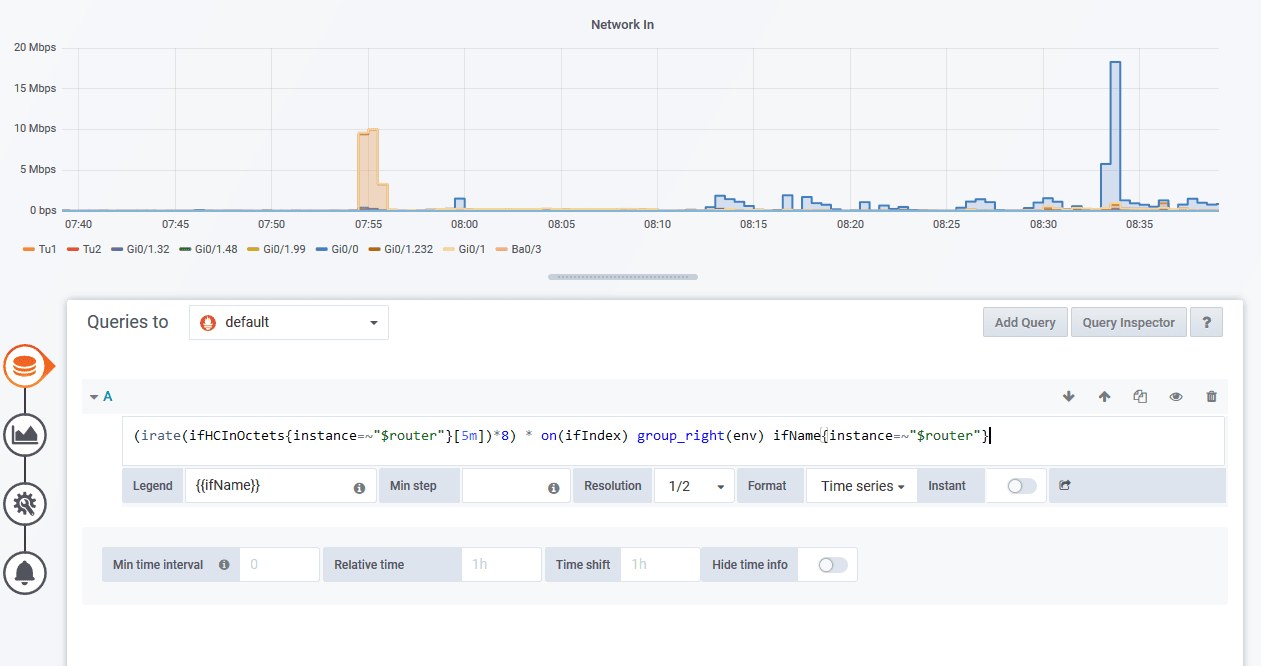 Network In
20 Mbps
15 Mbps
10 Mbps
5 Mbps
0 bps
07:40 07:45 07:50 07:55 08:00 08:05 08:10 08:15 08:20 08:25 08:30 08:35
Tu1 Tu2 Gi0/1.32 Gi0/1.48 Gi0/1.99 Gi0/0 Gi0/1.232 Gi0/1 Ba0/3
Queries to default Add Query Query Inspector ?
A
(irate(ifHCInOctets{instance=~"$router"}[5m])*8) * on(ifIndex) group_right(env) ifName{instance=~"$router"}
Legend {{ifName}} Min step Resolution 1/2 Format Time series Instant
Min time interval 0 Relative time 1h Time shift 1h Hide time info